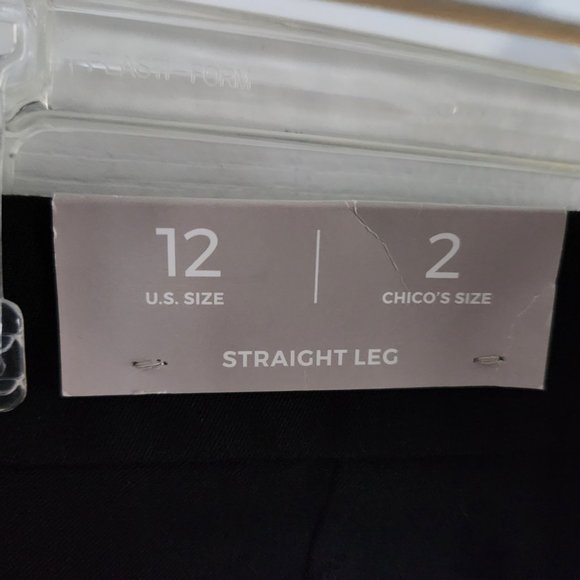 12
U.S. SIZE
2
CHICO'S SIZE
STRAIGHT LEG